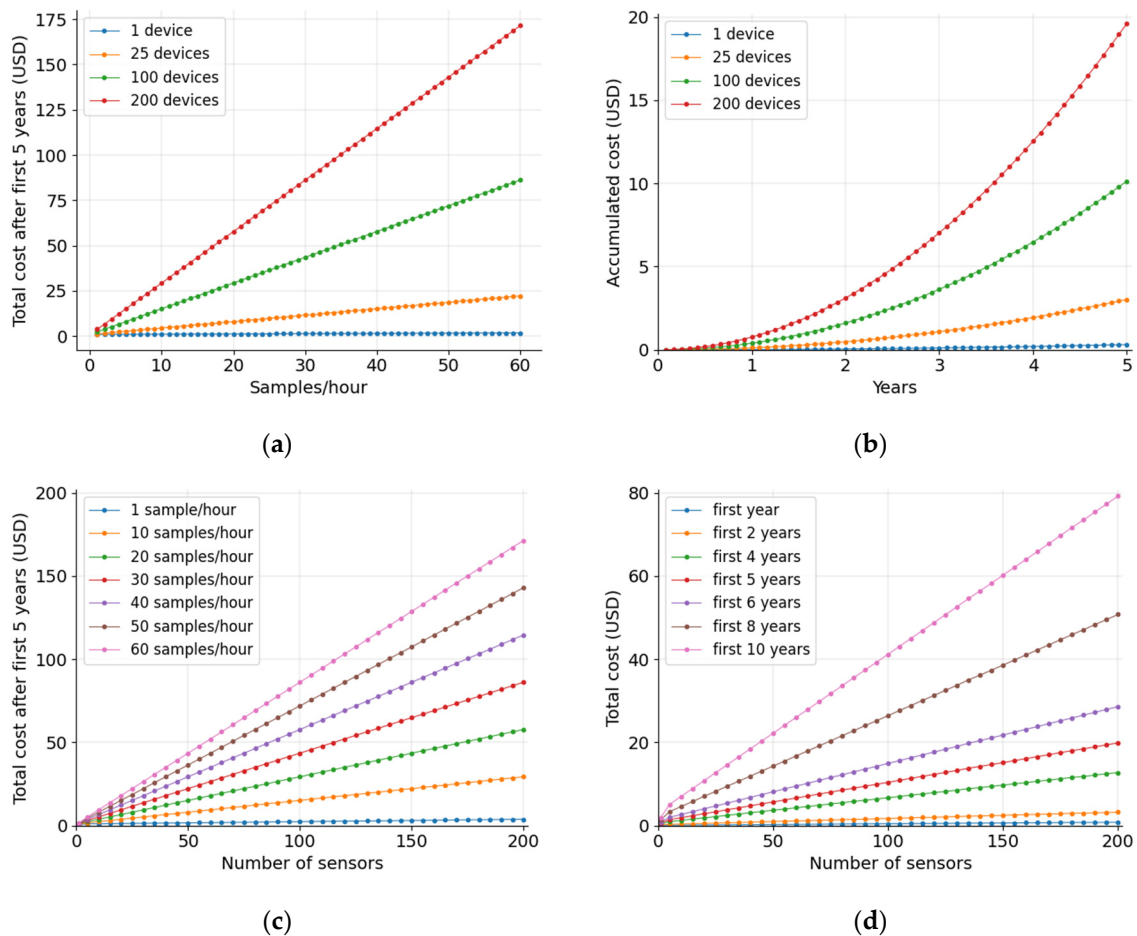 Total cost after first 5 years (USD)
175
150
125
100
75
50
25
0
1 device
25 devices
100 devices
200 devices
0 10 20 30 40 50 60
Samples/hour
(a)
Accumulated cost (USD)
20
15
10
5
0
1 device
25 devices
100 devices
200 devices
0 1 2 3 4 5
Years
(b)
Total cost after first 5 years (USD)
200
150
100
50
0
1 sample/hour
10 samples/hour
20 samples/hour
30 samples/hour
40 samples/hour
50 samples/hour
60 samples/hour
50 100 150 200
Number of sensors
(c)
Total cost (USD)
80
60
40
20
0
first year
first 2 years
first 4 years
first 5 years
first 6 years
first 8 years
first 10 years
0 50 100 150 200
Number of sensors
(d)